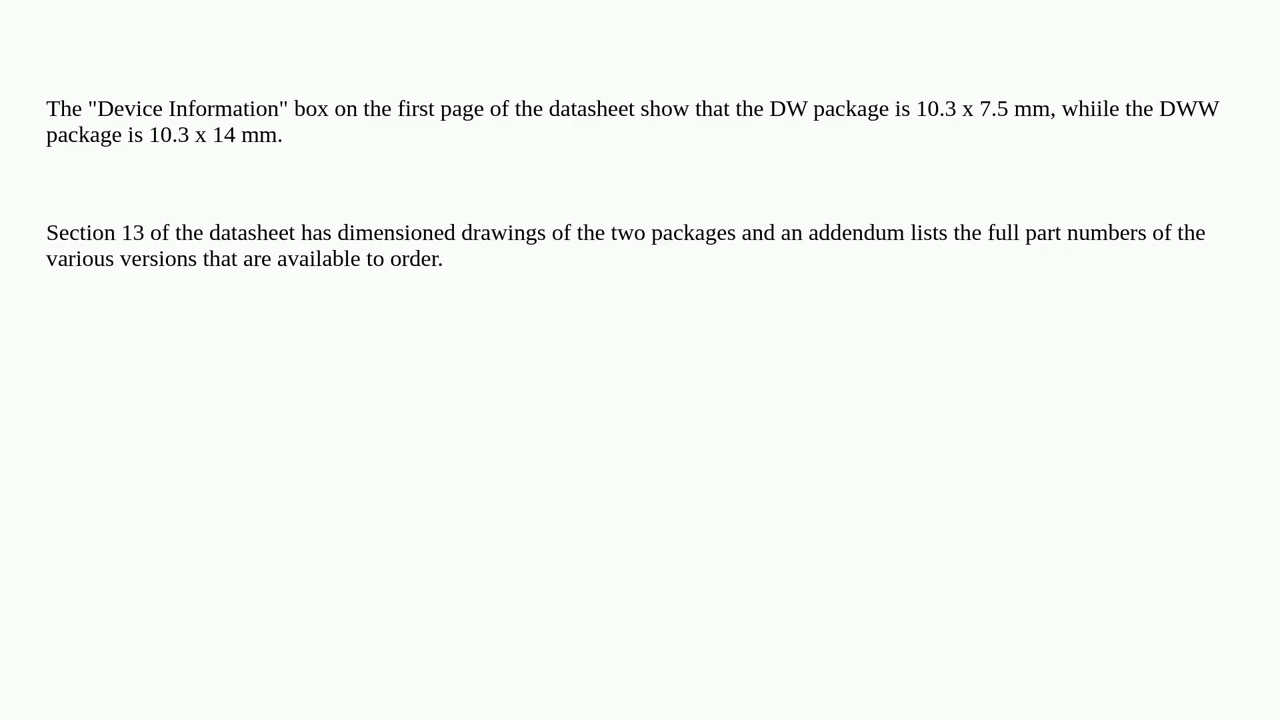 The "Device Information" box on the first page of the datasheet show that the DW package is 10.3 x 7.5 mm, whiile the DWW
package is 10.3 x 14 mm.
Section 13 of the datasheet has dimensioned drawings of the two packages and an addendum lists the full part numbers of the
various versions that are available to order.